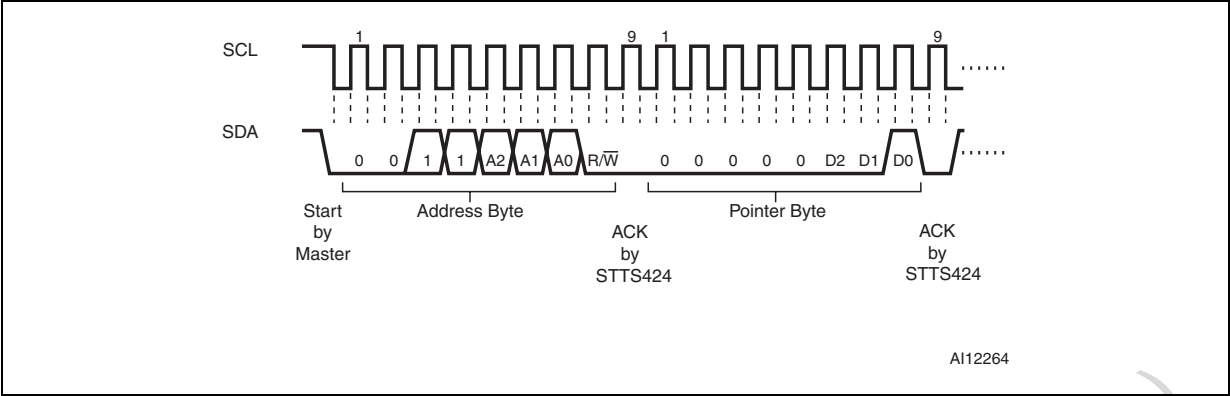 1 9 1 9
SCL
SDA
0 0 1 1 A2 A1 A0 R/W̅ 0 0 0 0 0 D2 D1 D0
Address Byte Pointer Byte
Start
by
Master
ACK
by
STTS424
ACK
by
STTS424
AI12264